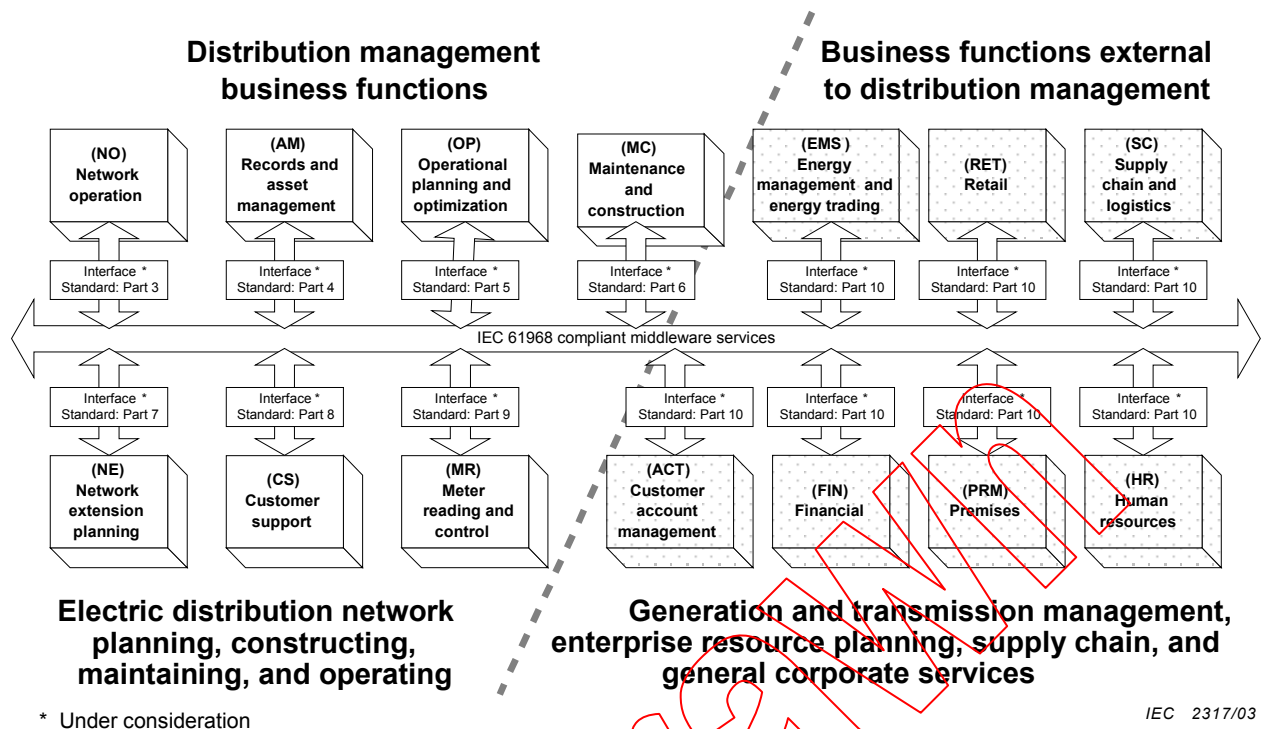 Distribution management
business functions
Business functions external
to distribution management
(NO)
Network
operation
(AM)
Records and
asset
management
(OP)
Operational
planning and
optimization
(MC)
Maintenance
and
construction
(EMS )
Energy
management and
energy trading
(RET)
Retail
(SC)
Supply
chain and
logistics
Interface *
Standard: Part 3
Interface *
Standard: Part 4
Interface *
Standard: Part 5
Interface *
Standard: Part 6
Interface *
Standard: Part 10
Interface *
Standard: Part 10
Interface *
Standard: Part 10
IEC 61968 compliant middleware services
Interface *
Standard: Part 7
Interface *
Standard: Part 8
Interface *
Standard: Part 9
Interface *
Standard: Part 10
Interface *
Standard: Part 10
Interface *
Standard: Part 10
Interface *
Standard: Part 10
(NE)
Network
extension
planning
(CS)
Customer
support
(MR)
Meter
reading and
control
(ACT)
Customer
account
management
(FIN)
Financial
(PRM)
Premises
(HR)
Human
resources
Electric distribution network
planning, constructing,
maintaining, and operating
Generation and transmission management,
enterprise resource planning, supply chain, and
general corporate services
* Under consideration
IEC 2317/03